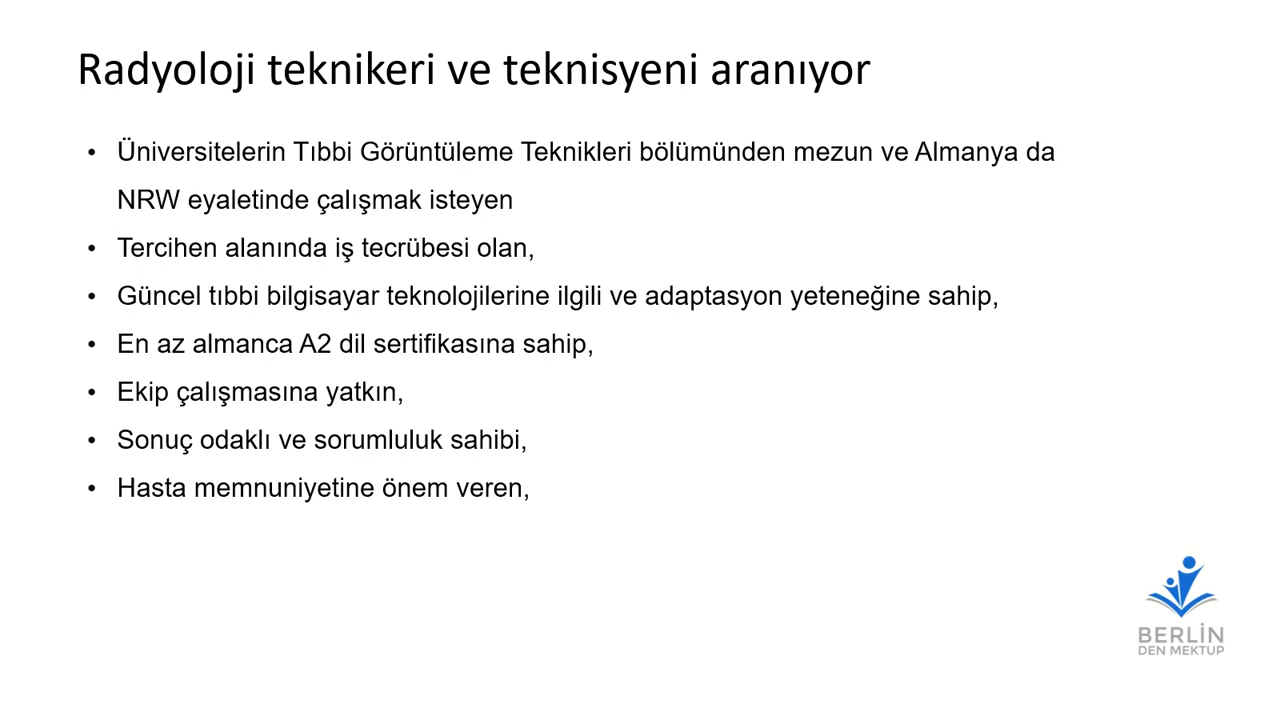 Radyoloji teknikeri ve teknisyeni aranıyor
• Üniversitelerin Tıbbi Görüntüleme Teknikleri bölümünden mezun ve Almanya da
NRW eyaletinde çalışmak isteyen
• Tercihen alanında iş tecrübesi olan,
• Güncel tıbbi bilgisayar teknolojilerine ilgili ve adaptasyon yeteneğine sahip,
• En az almanca A2 dil sertifikasına sahip,
• Ekip çalışmasına yatkın,
• Sonuç odaklı ve sorumluluk sahibi,
• Hasta memnuniyetine önem veren,
BERLİN
DEN MEKTUP